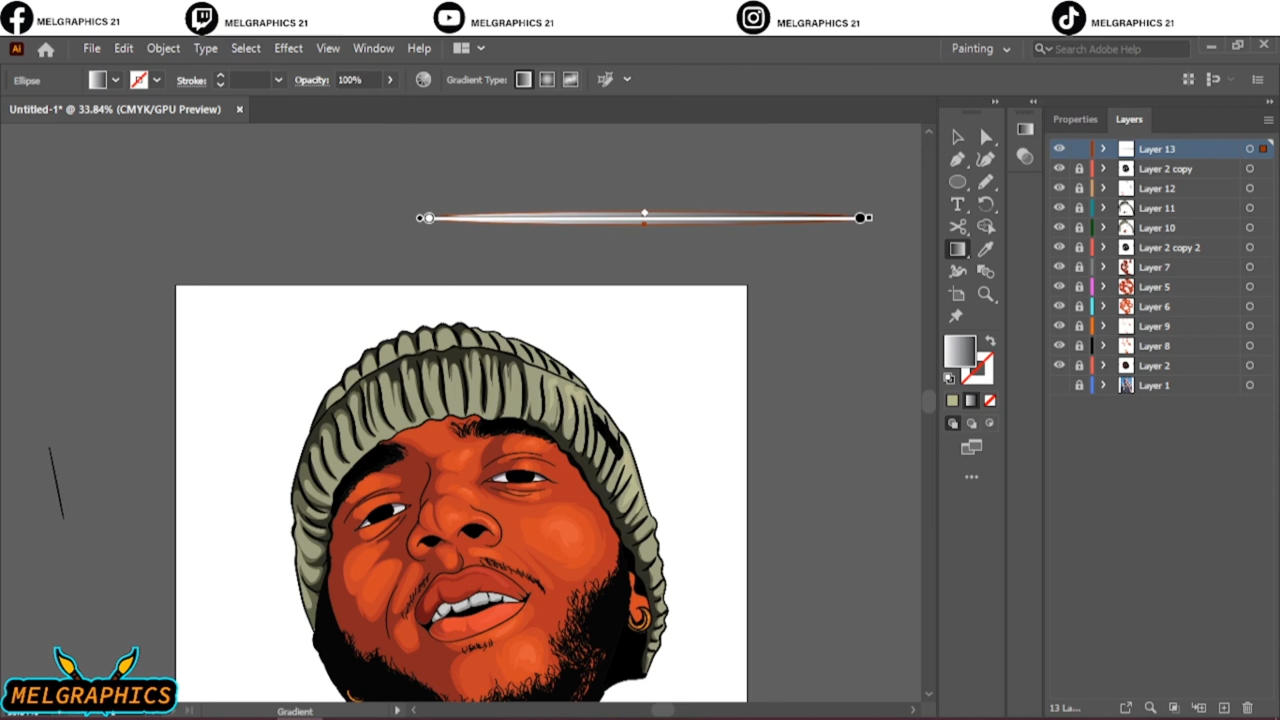 MELGRAPHICS 21
MELGRAPHICS 21
MELGRAPHICS 21
MELGRAPHICS 21
MELGRAPHICS 21
Ai
File Edit Object Type Select Effect View Window Help
Painting
Search Adobe Help
Ellipse
Stroke:
Opacity: 100%
Gradient Type:
Untitled-1* @ 33.84% (CMYK/GPU Preview)
Properties Layers
Layer 13
Layer 2 copy
Layer 12
Layer 11
Layer 10
Layer 2 copy 2
Layer 7
Layer 5
Layer 6
Layer 9
Layer 8
Layer 2
Layer 1
MELGRAPHICS
Gradient
13 La...